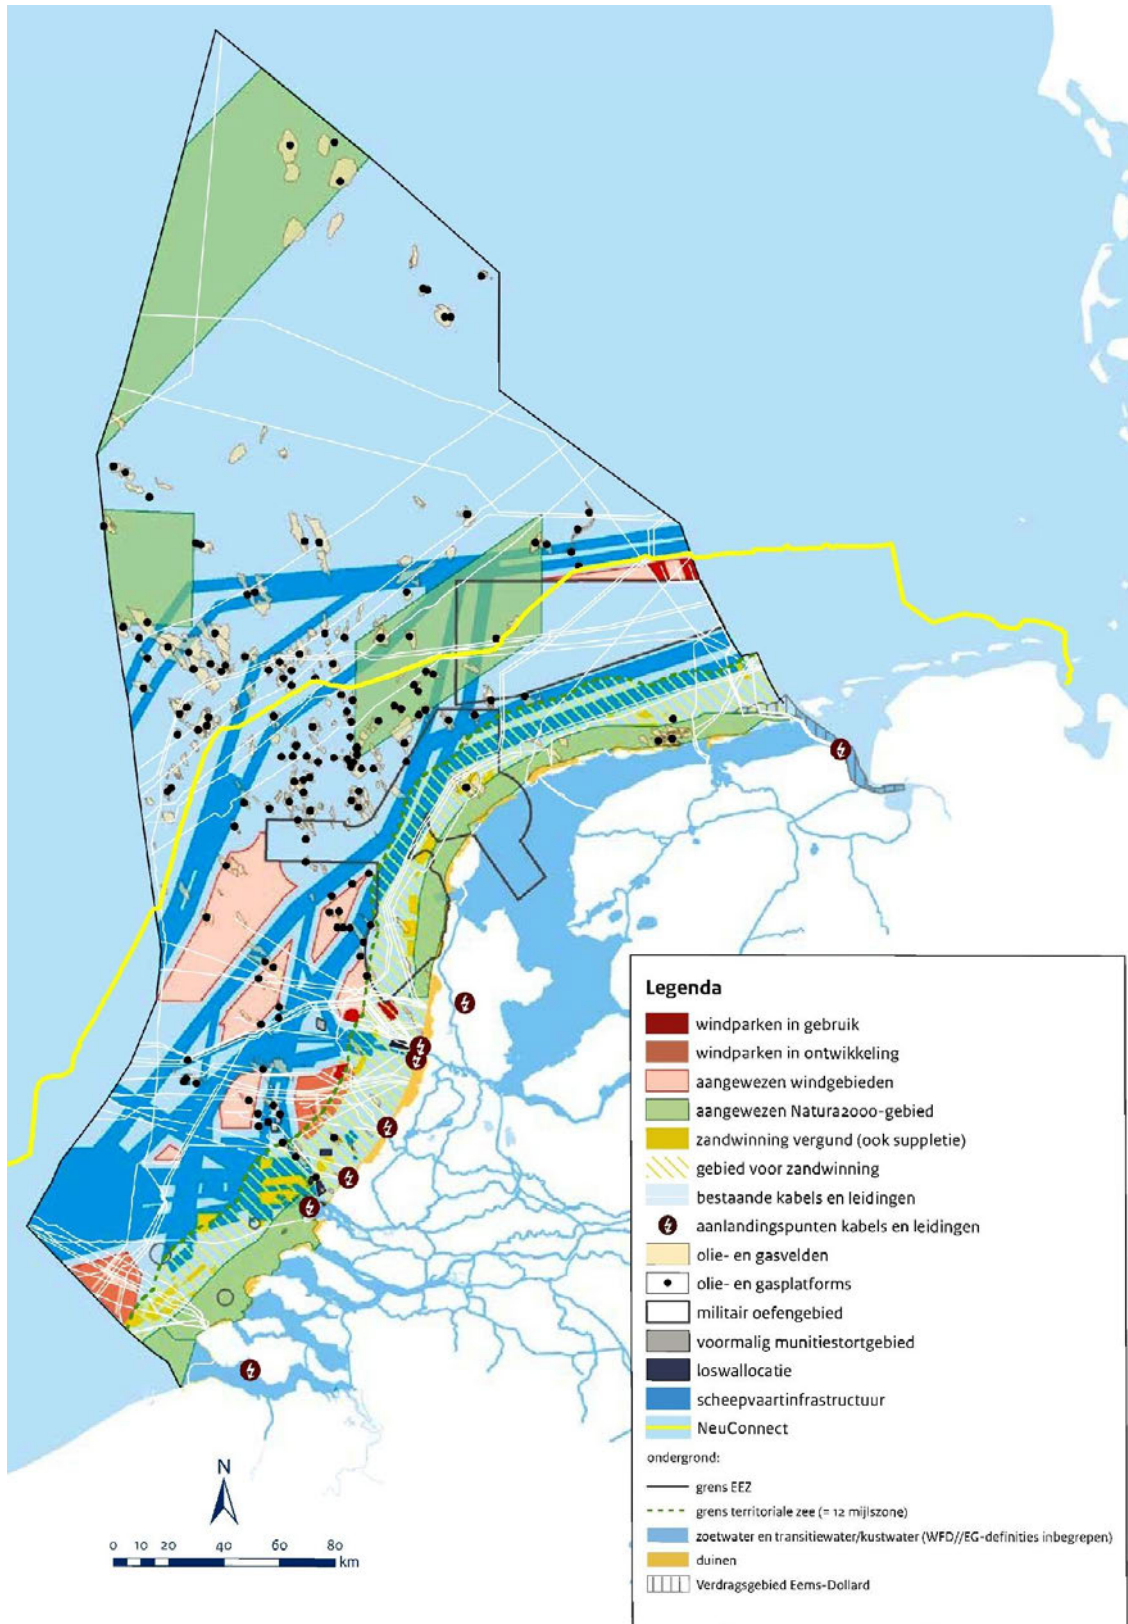 Legenda
windparken in gebruik
windparken in ontwikkeling
aangewezen windgebieden
aangewezen Natura2000-gebied
zandwinning vergund (ook suppletie)
gebied voor zandwinning
bestaande kabels en leidingen
aanlandingspunten kabels en leidingen
olie- en gasvelden
olie- en gasplatforms
militair oefengebied
voormalig munitiestortgebied
loswallocatie
scheepvaartinfrastructuur
NeuConnect
ondergrond:
grens EEZ
grens territoriale zee (= 12 mijlszone)
zoetwater en transitiewater/kustwater (WFD//EG-definities inbegrepen)
duinen
Verdragsgebied Eems-Dollard
N
0 10 20 40 60 80
km